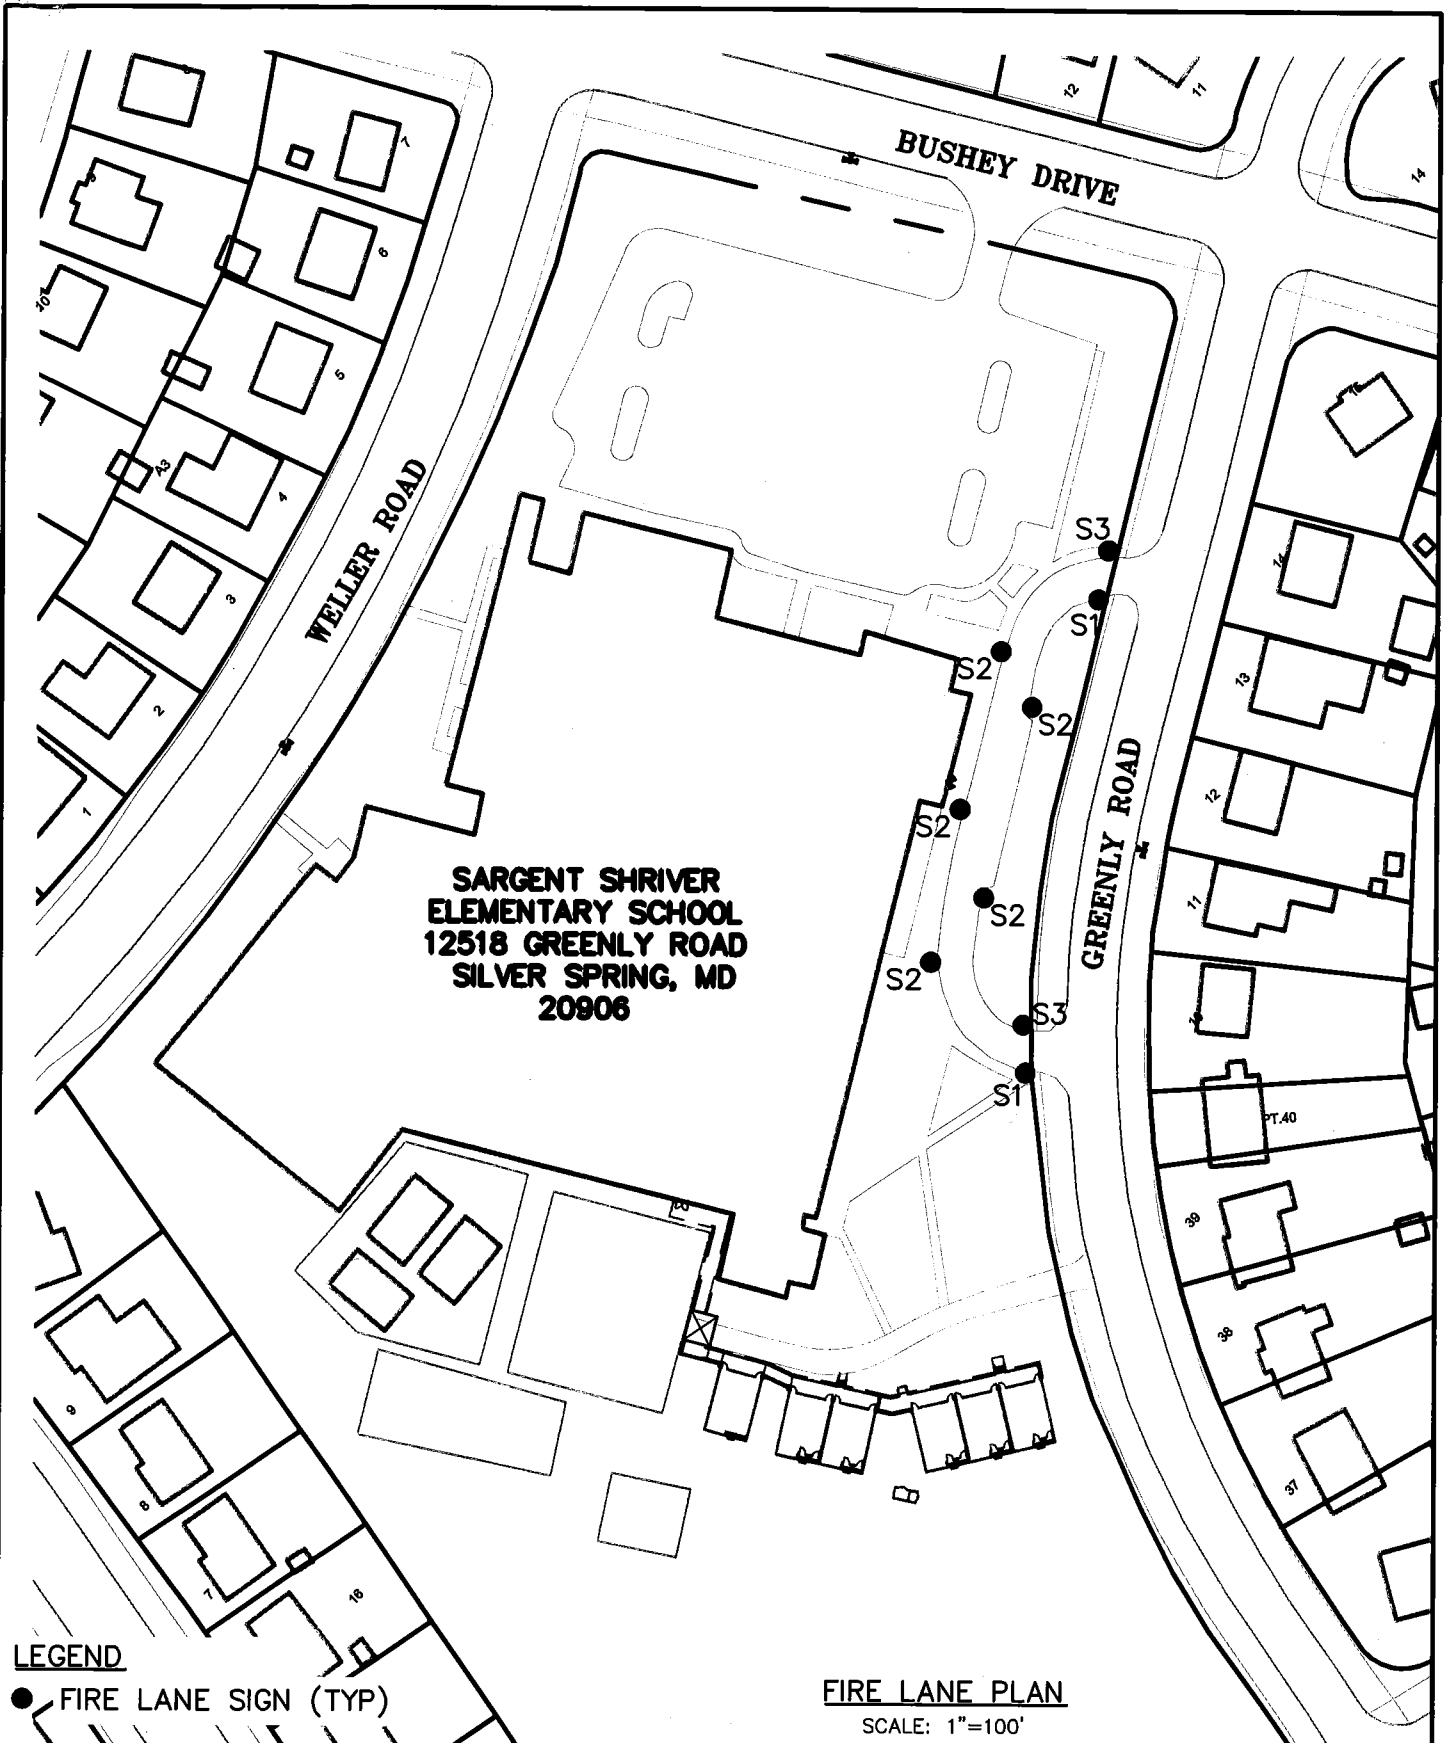 12
11
14
BUSHEY DRIVE
7
6
5
10
A3
4
3
2
1
WELLER ROAD
16
14
13
12
11
S3
S1
S2
S2
S2
S2
S2
S3
S1
GREENLY ROAD
SARGENT SHRIVER
ELEMENTARY SCHOOL
12518 GREENLY ROAD
SILVER SPRING, MD
20906
PT.40
39
38
37
9
8
7
16
LEGEND
FIRE LANE SIGN (TYP)
FIRE LANE PLAN
SCALE: 1"=100'